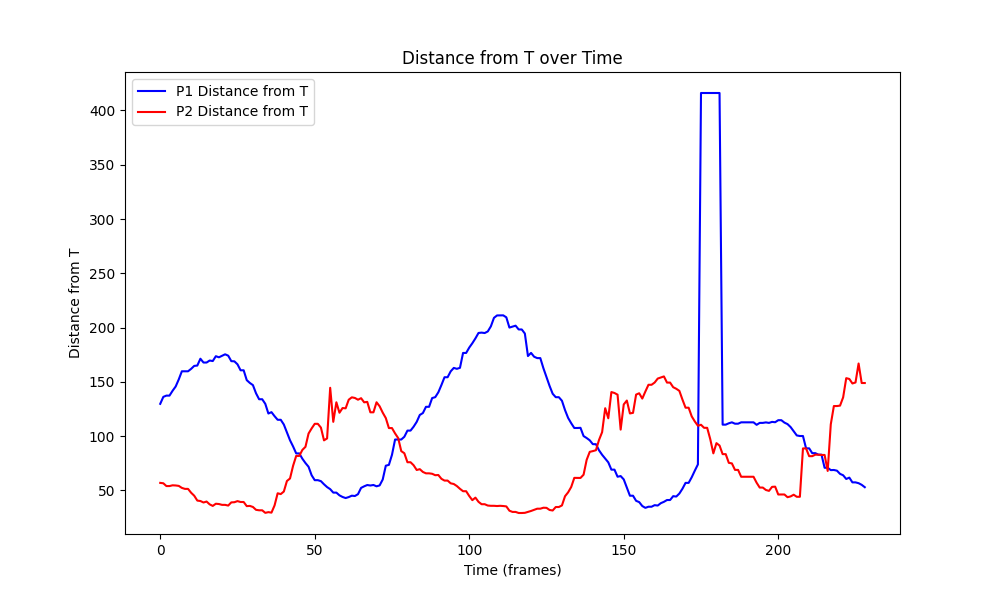 Distance from T over Time
P1 Distance from T
P2 Distance from T
Distance from T
400
350
300
250
200
150
100
50
0
50
100
150
200
Time (frames)